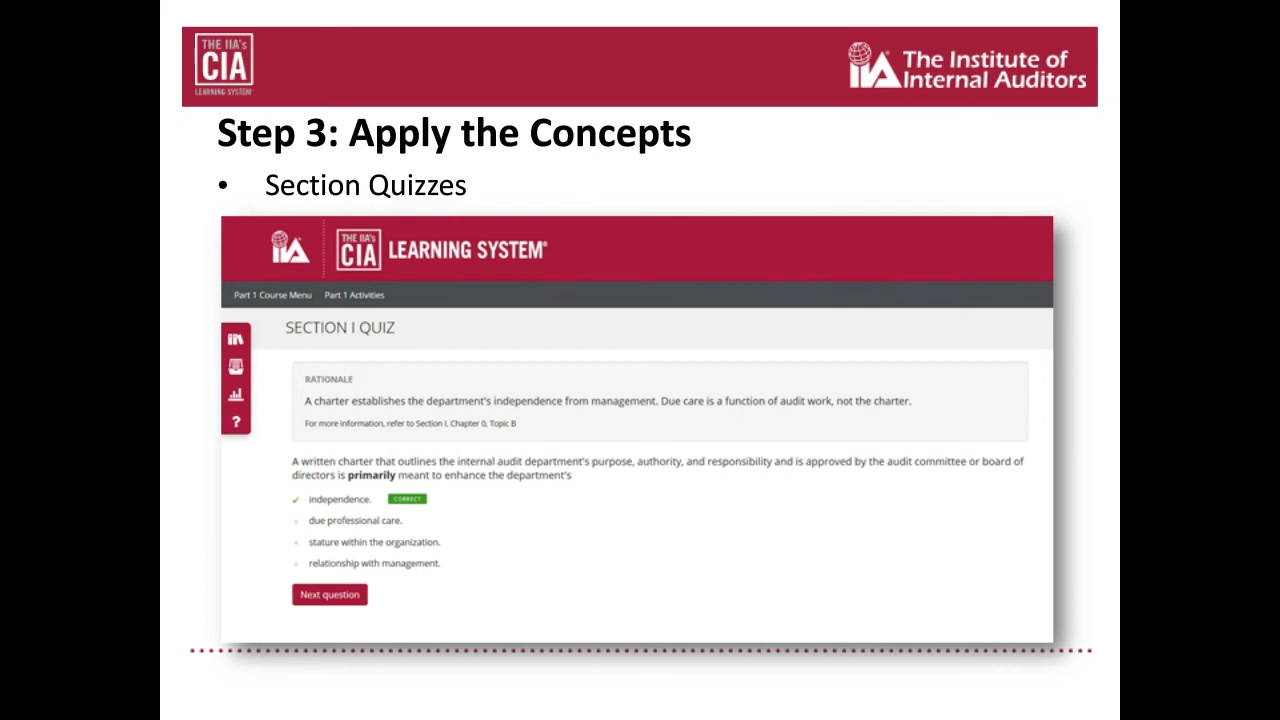 THE IIA's
CIA
LEARNING SYSTEM®
IIA The Institute of
Internal Auditors
Step 3: Apply the Concepts
• Section Quizzes
IIA
THE IIA's
CIA
LEARNING SYSTEM®
Part 1 Course Menu Part 1 Activities
SECTION I QUIZ
?
RATIONALE
A charter establishes the department's independence from management. Due care is a function of audit work, not the charter.
For more information, refer to Section I, Chapter 0, Topic B
A written charter that outlines the internal audit department's purpose, authority, and responsibility and is approved by the audit committee or board of
directors is primarily meant to enhance the department's
✓ independence. CORRECT
due professional care.
stature within the organization.
relationship with management.
Next question